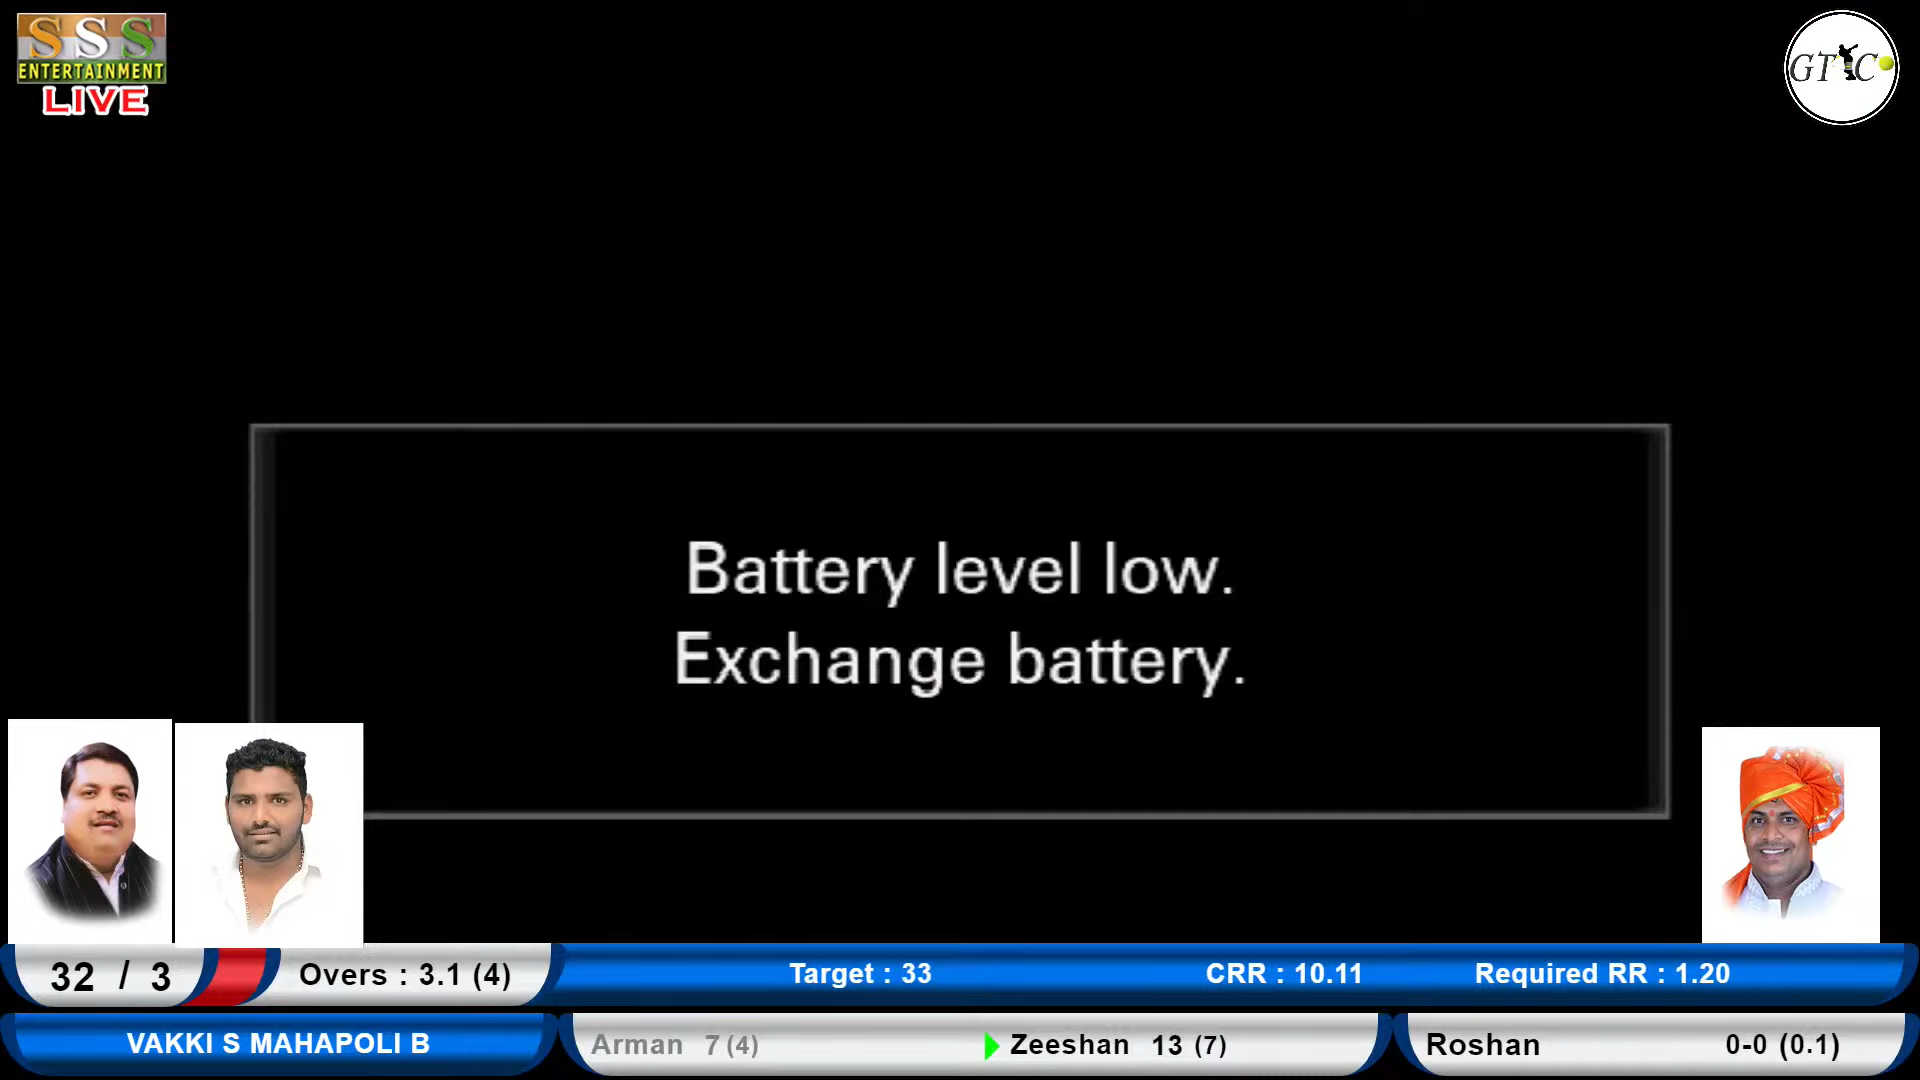 SSS
ENTERTAINMENT
LIVE
GTC
Battery level low.
Exchange battery.
32 / 3
Overs : 3.1 (4)
Target : 33
CRR : 10.11
Required RR : 1.20
VAKKI S MAHAPOLI B
Arman 7 (4)
Zeeshan 13 (7)
Roshan 0-0 (0.1)